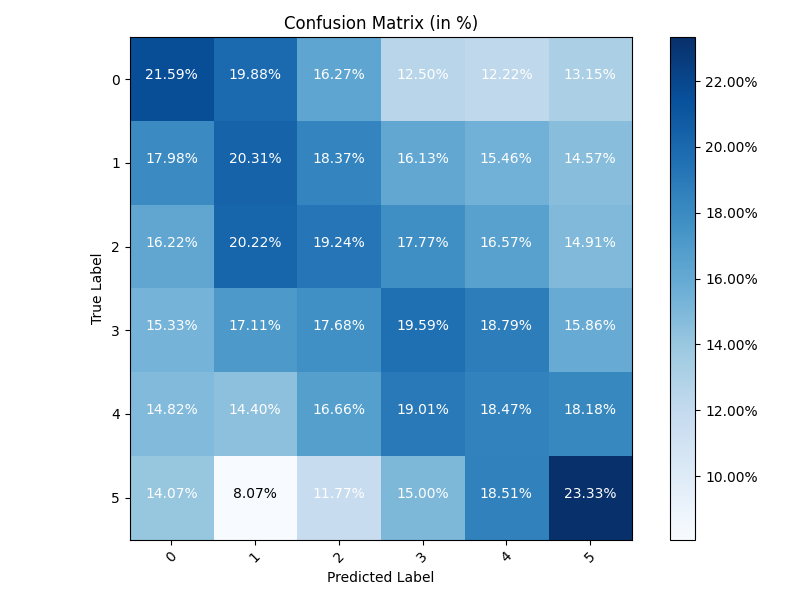 Confusion Matrix (in %)
0 21.59% 19.88% 16.27% 12.50% 12.22% 13.15%
1 17.98% 20.31% 18.37% 16.13% 15.46% 14.57%
2 16.22% 20.22% 19.24% 17.77% 16.57% 14.91%
3 15.33% 17.11% 17.68% 19.59% 18.79% 15.86%
4 14.82% 14.40% 16.66% 19.01% 18.47% 18.18%
5 14.07% 8.07% 11.77% 15.00% 18.51% 23.33%
0 1 2 3 4 5
True Label
Predicted Label
22.00%
20.00%
18.00%
16.00%
14.00%
12.00%
10.00%